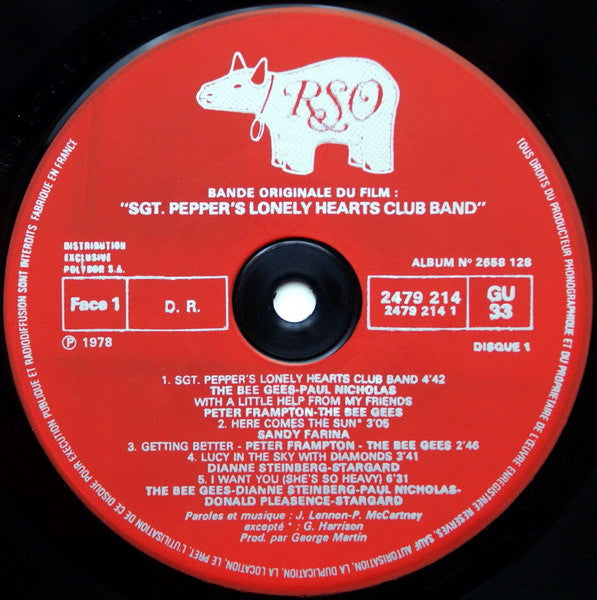 RSO
BANDE ORIGINALE DU FILM :
"SGT. PEPPER'S LONELY HEARTS CLUB BAND"
DISTRIBUTION
EXCLUSIVE
POLYDOR S.A.
ALBUM N° 2658 128
Face 1
D. R.
2479 214
2479 214 1
GU
33
Ⓟ 1978
DISQUE 1
1. SGT. PEPPER'S LONELY HEARTS CLUB BAND 4'42
THE BEE GEES-PAUL NICHOLAS
WITH A LITTLE HELP FROM MY FRIENDS
PETER FRAMPTON-THE BEE GEES
2. HERE COMES THE SUN* 3'05
SANDY FARINA
3. GETTING BETTER - PETER FRAMPTON - THE BEE GEES 2'46
4. LUCY IN THE SKY WITH DIAMONDS 3'41
DIANNE STEINBERG-STARGARD
5. I WANT YOU (SHE'S SO HEAVY) 6'31
THE BEE GEES-DIANNE STEINBERG-PAUL NICHOLAS-
DONALD PLEASENCE-STARGARD
Paroles et musique : J. Lennon-P. McCartney
excepté * : G. Harrison
Prod. par George Martin
TOUS DROITS DU PRODUCTEUR PHONOGRAPHIQUE ET DU PROPRIETAIRE DE L'ŒUVRE ENREGISTREE RESERVES. SAUF AUTORISATION, LA DUPLICATION, LA LOCATION, LE PRET, L'UTILISATION DE CE DISQUE POUR EXECUTION PUBLIQUE ET RADIODIFFUSION SONT INTERDITS FABRIQUE EN FRANCE